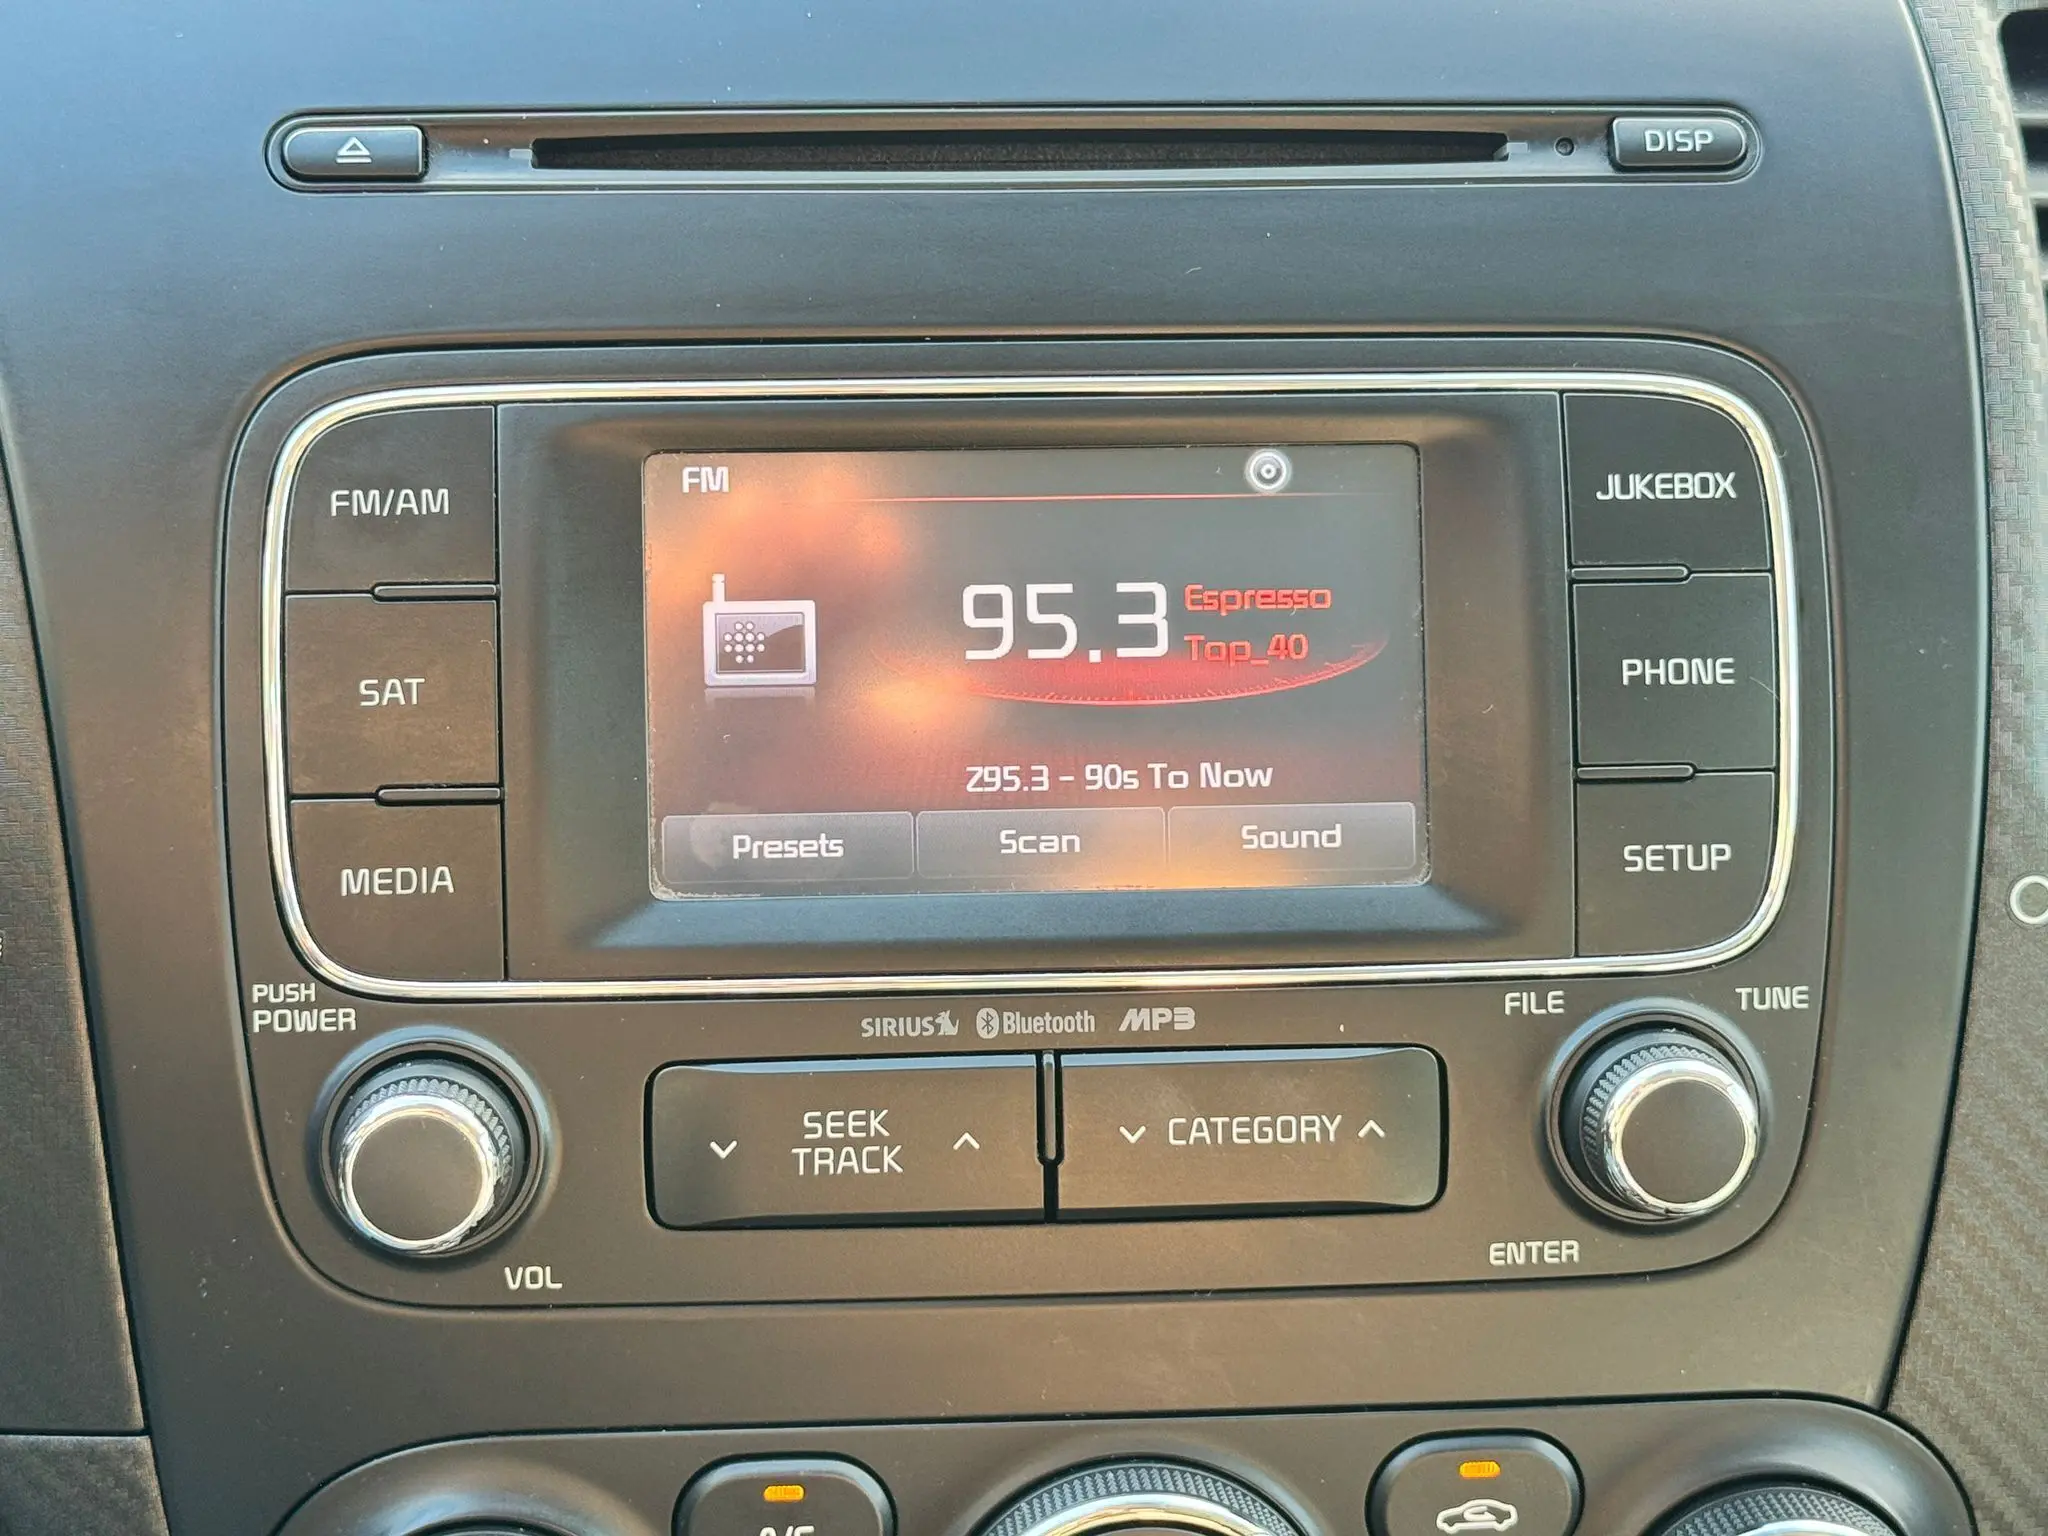 DISP
FM/AM
SAT
MEDIA
FM
95.3
Espresso
Top_40
Z95.3 - 90s To Now
Presets
Scan
Sound
JUKEBOX
PHONE
SETUP
PUSH
POWER
VOL
SIRIUS Bluetooth MP3
SEEK
TRACK
CATEGORY
FILE
TUNE
ENTER
A/C